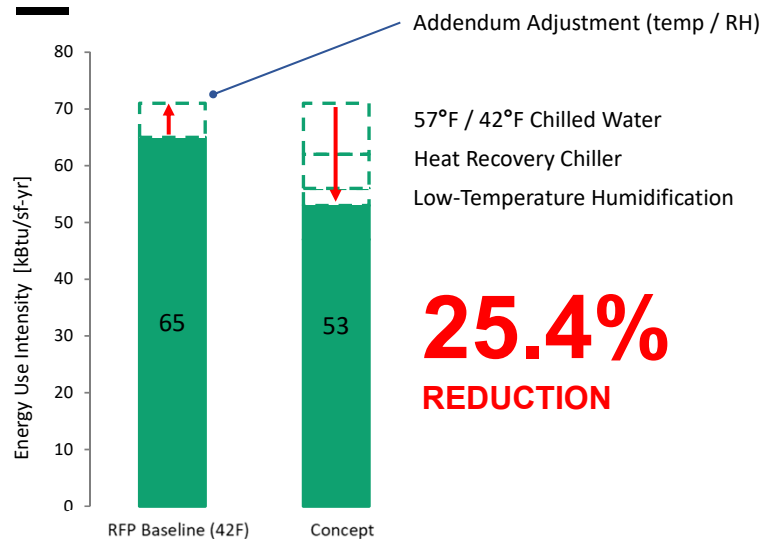 Addendum Adjustment (temp / RH)
Energy Use Intensity [kBtu/sf-yr]
80
70
60
50
40
30
20
10
0
65
53
RFP Baseline (42F)
Concept
57°F / 42°F Chilled Water
Heat Recovery Chiller
Low-Temperature Humidification
25.4%
REDUCTION